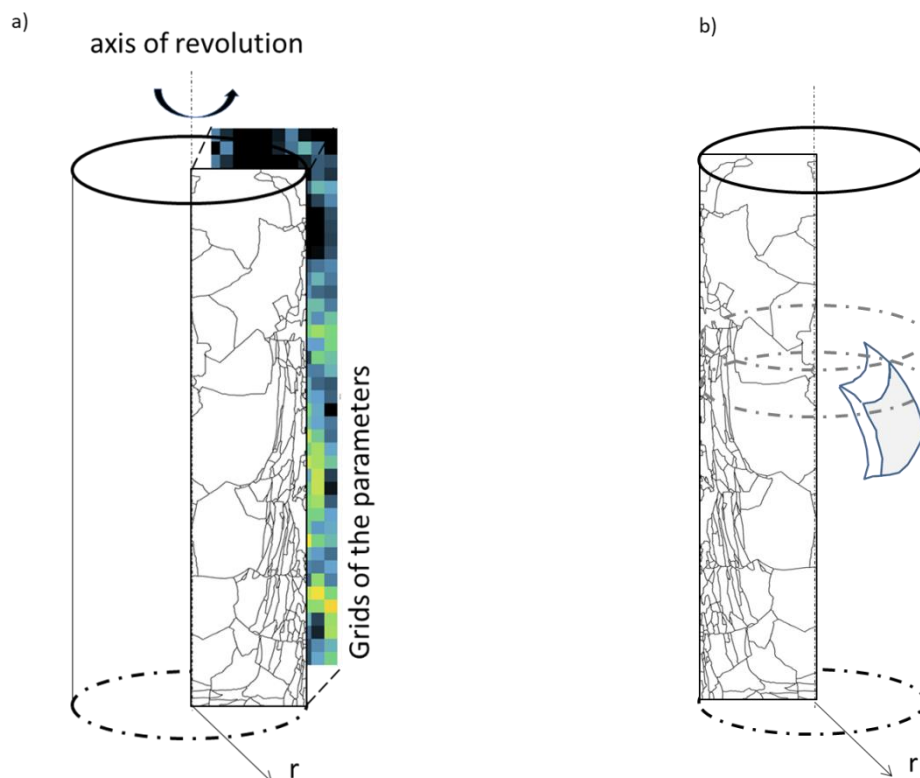 a)
axis of revolution
Grids of the parameters
r
b)
r